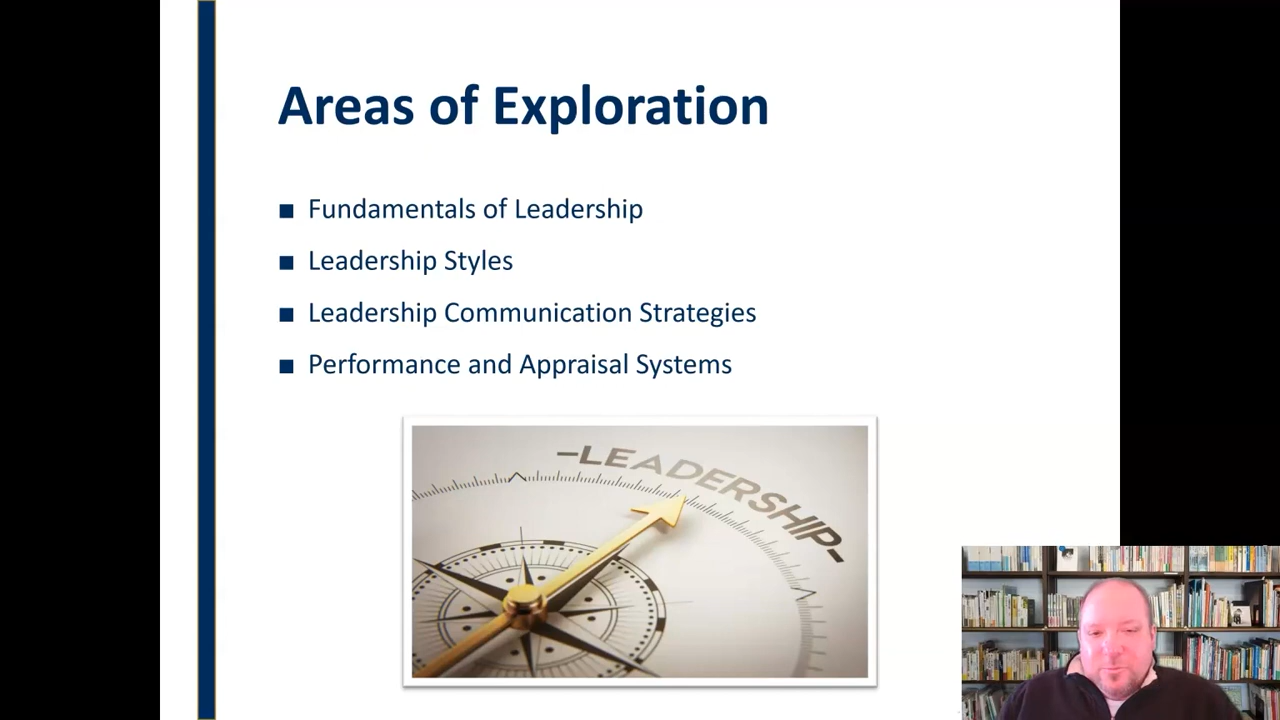 Areas of Exploration
■ Fundamentals of Leadership
■ Leadership Styles
■ Leadership Communication Strategies
■ Performance and Appraisal Systems
-LEADERSHIP-